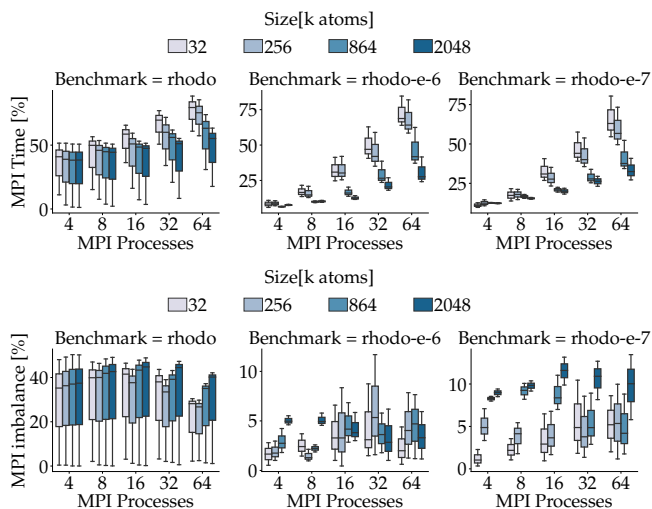 Size[k atoms]
32 256 864 2048
Benchmark = rhodo Benchmark = rhodo-e-6 Benchmark = rhodo-e-7
MPI Time [%]
50
0
75
50
25
75
50
25
4 8 16 32 64 4 8 16 32 64 4 8 16 32 64
MPI Processes MPI Processes MPI Processes
Size[k atoms]
32 256 864 2048
Benchmark = rhodo Benchmark = rhodo-e-6 Benchmark = rhodo-e-7
MPI imbalance [%]
40
20
0
10
5
0
10
5
0
4 8 16 32 64 4 8 16 32 64 4 8 16 32 64
MPI Processes MPI Processes MPI Processes